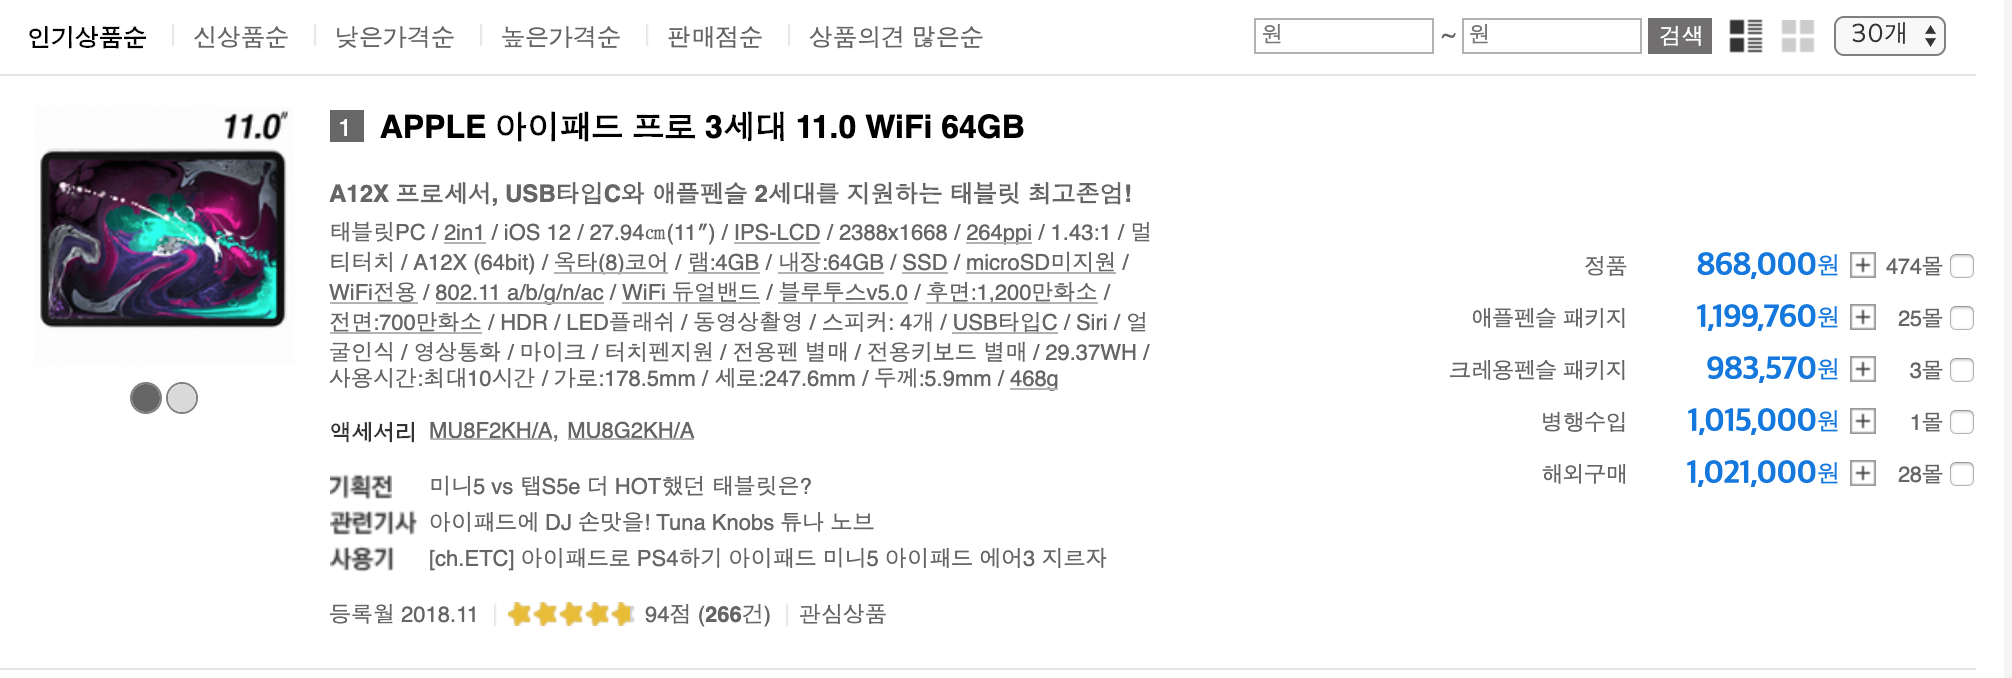 인기상품순 신상품순 낮은가격순 높은가격순 판매점순 상품의견 많은순 원 ~ 원 검색 30개
11.0"
1 APPLE 아이패드 프로 3세대 11.0 WiFi 64GB
A12X 프로세서, USB타입C와 애플펜슬 2세대를 지원하는 태블릿 최고존엄!
태블릿PC / 2in1 / iOS 12 / 27.94㎝(11″) / IPS-LCD / 2388x1668 / 264ppi / 1.43:1 / 멀
티터치 / A12X (64bit) / 옥타(8)코어 / 램:4GB / 내장:64GB / SSD / microSD미지원 /
WiFi전용 / 802.11 a/b/g/n/ac / WiFi 듀얼밴드 / 블루투스v5.0 / 후면:1,200만화소 /
전면:700만화소 / HDR / LED플래쉬 / 동영상촬영 / 스피커: 4개 / USB타입C / Siri / 얼
굴인식 / 영상통화 / 마이크 / 터치펜지원 / 전용펜 별매 / 전용키보드 별매 / 29.37WH /
사용시간:최대10시간 / 가로:178.5mm / 세로:247.6mm / 두께:5.9mm / 468g
액세서리 MU8F2KH/A, MU8G2KH/A
기획전 미니5 vs 탭S5e 더 HOT했던 태블릿은?
관련기사 아이패드에 DJ 손맛을! Tuna Knobs 튜나 노브
사용기 [ch.ETC] 아이패드로 PS4하기 아이패드 미니5 아이패드 에어3 지르자
등록월 2018.11 94점 (266건) 관심상품
정품 868,000원 474몰
애플펜슬 패키지 1,199,760원 25몰
크레용펜슬 패키지 983,570원 3몰
병행수입 1,015,000원 1몰
해외구매 1,021,000원 28몰